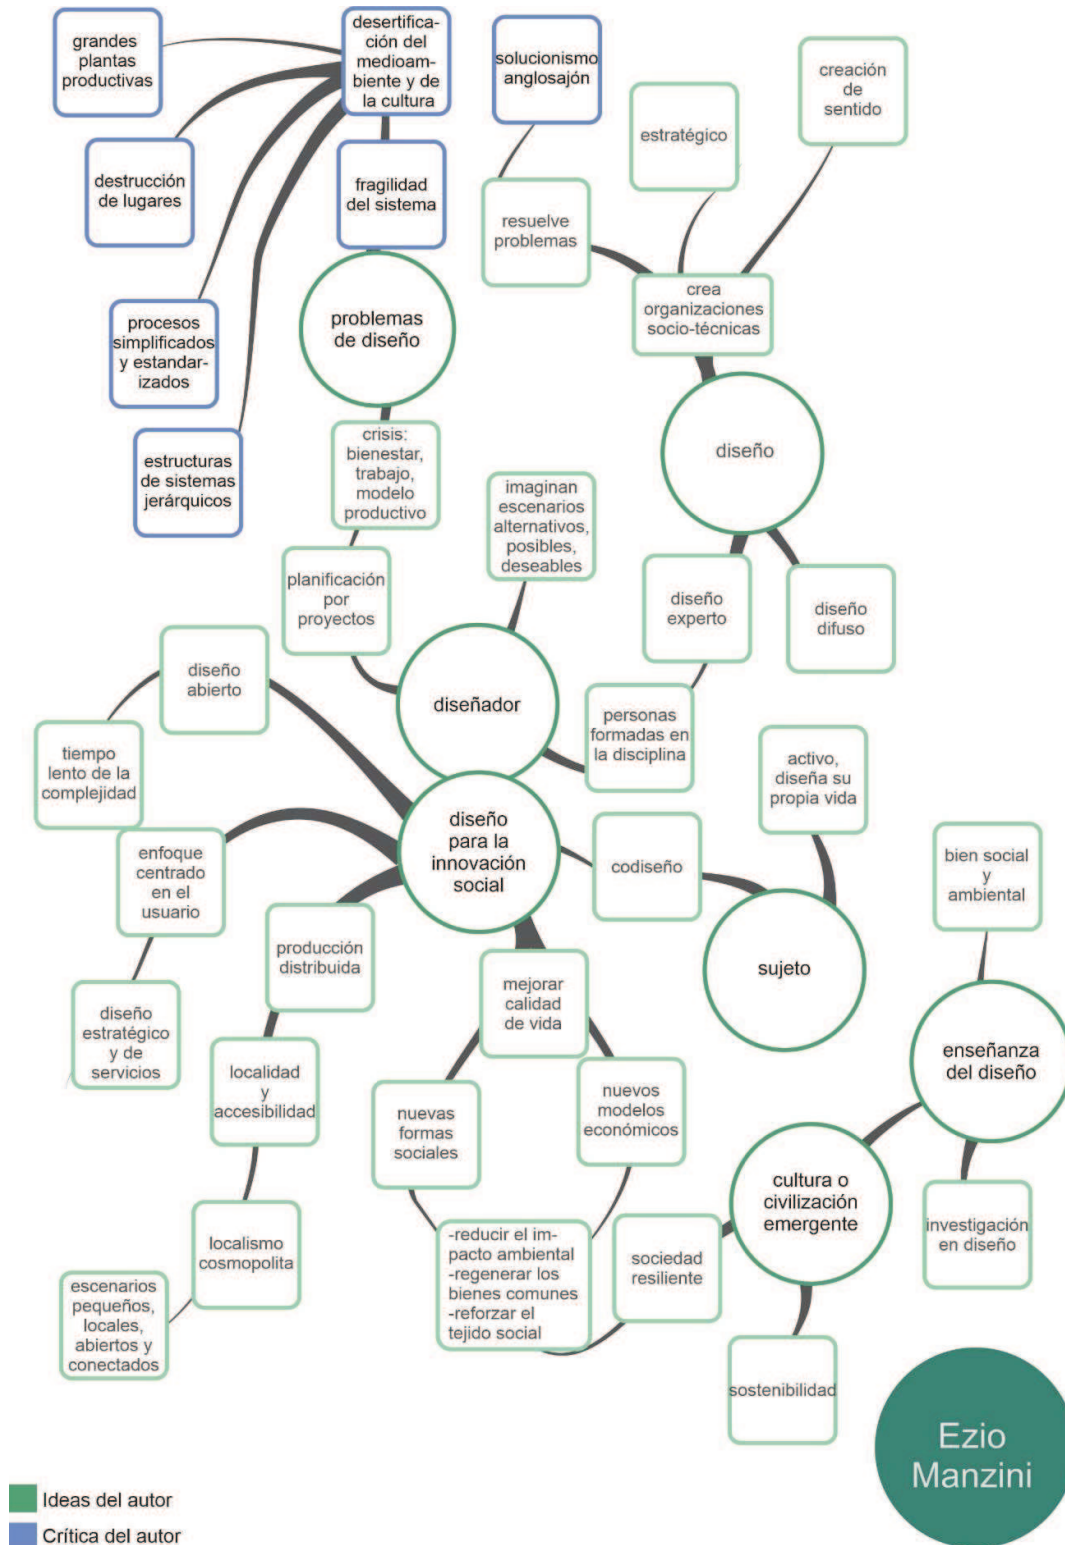 grandes
plantas
productivas
desertifica-
ción del
medioam-
biente y de
la cultura
solucionismo
anglosajón
creación
de
sentido
estratégico
destrucción
de lugares
fragilidad
del sistema
resuelve
problemas
crea
organizaciones
socio-técnicas
procesos
simplificados
y estandar-
izados
problemas
de diseño
estructuras
de sistemas
jerárquicos
crisis:
bienestar,
trabajo,
modelo
productivo
diseño
imaginan
escenarios
alternativos,
posibles,
deseables
planificación
por
proyectos
diseño
experto
diseño
difuso
diseño
abierto
diseñador
personas
formadas en
la disciplina
tiempo
lento de la
complejidad
activo,
diseña su
propia vida
enfoque
centrado
en el
usuario
diseño
para la
innovación
social
codiseño
bien social
y
ambiental
producción
distribuida
sujeto
mejorar
calidad
de vida
diseño
estratégico
y de
servicios
localidad
y
accesibilidad
enseñanza
del diseño
nuevas
formas
sociales
nuevos
modelos
económicos
cultura o
civilización
emergente
investigación
en diseño
localismo
cosmopolita
-reducir el im-
pacto ambiental
-regenerar los
bienes comunes
-reforzar el
tejido social
sociedad
resiliente
escenarios
pequeños,
locales,
abiertos y
conectados
sostenibilidad
Ezio
Manzini
Ideas del autor
Crítica del autor